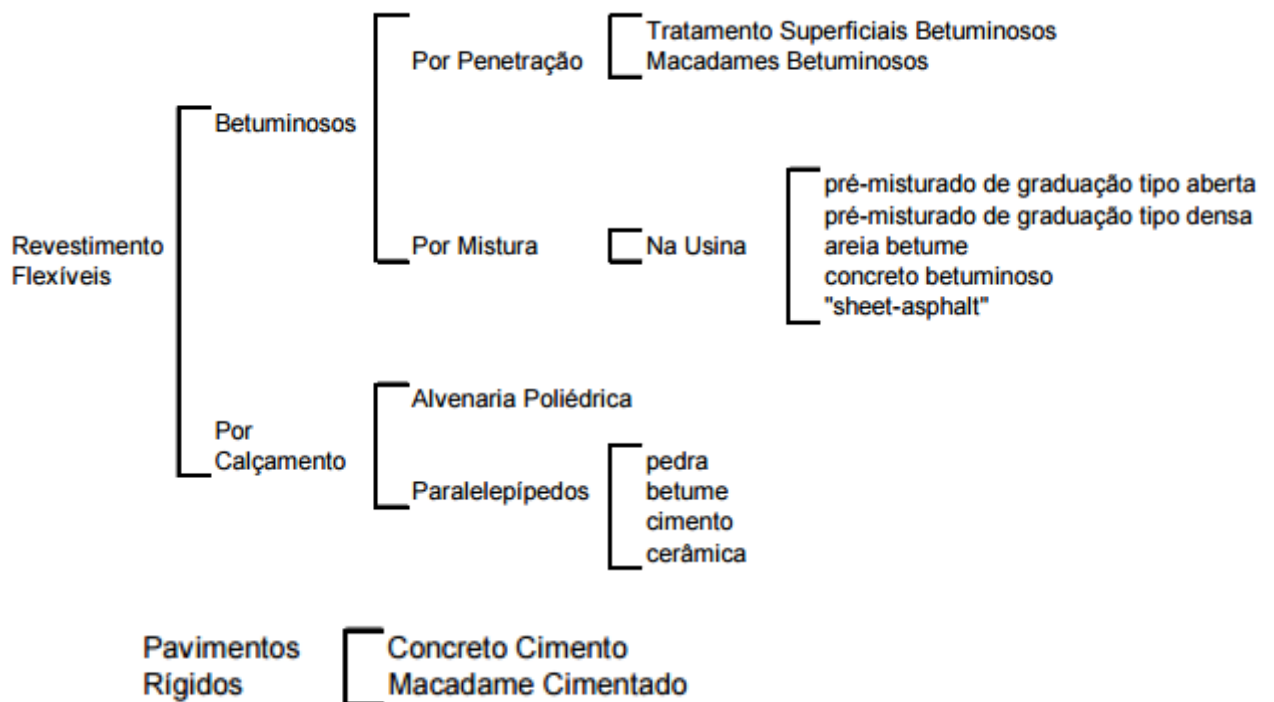 Tratamento Superficiais Betuminosos
Por Penetração
Macadames Betuminosos
Betuminosos
pré-misturado de graduação tipo aberta
pré-misturado de graduação tipo densa
Revestimento
Flexíveis
Por Mistura
Na Usina
areia betume
concreto betuminoso
"sheet-asphalt"
Alvenaria Poliédrica
Por
Calçamento
pedra
Paralelepípedos
betume
cimento
cerâmica
Pavimentos
Rígidos
Concreto Cimento
Macadame Cimentado